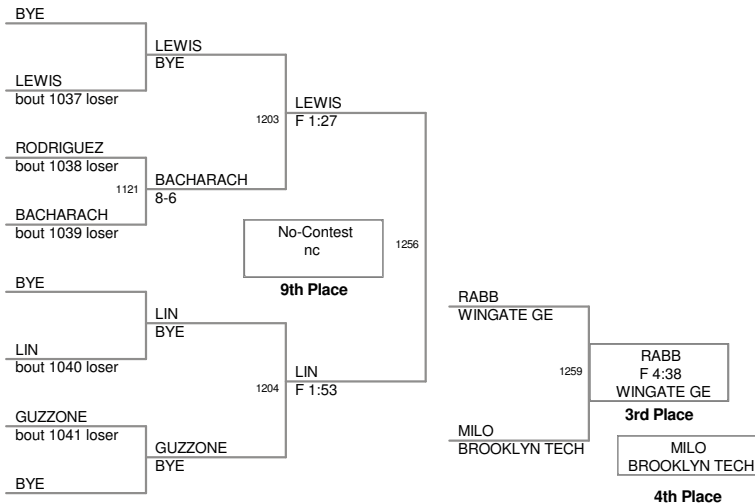 BYE
LEWIS
BYE
LEWIS
bout 1037 loser
1203
LEWIS
F 1:27
RODRIGUEZ
bout 1038 loser
1121
BACHARACH
8-6
BACHARACH
bout 1039 loser
No-Contest
nc
9th Place
1256
BYE
LIN
BYE
LIN
bout 1040 loser
1204
LIN
F 1:53
GUZZONE
bout 1041 loser
GUZZONE
BYE
BYE
RABB
WINGATE GE
1259
RABB
F 4:38
WINGATE GE
3rd Place
MILO
BROOKLYN TECH
MILO
BROOKLYN TECH
4th Place